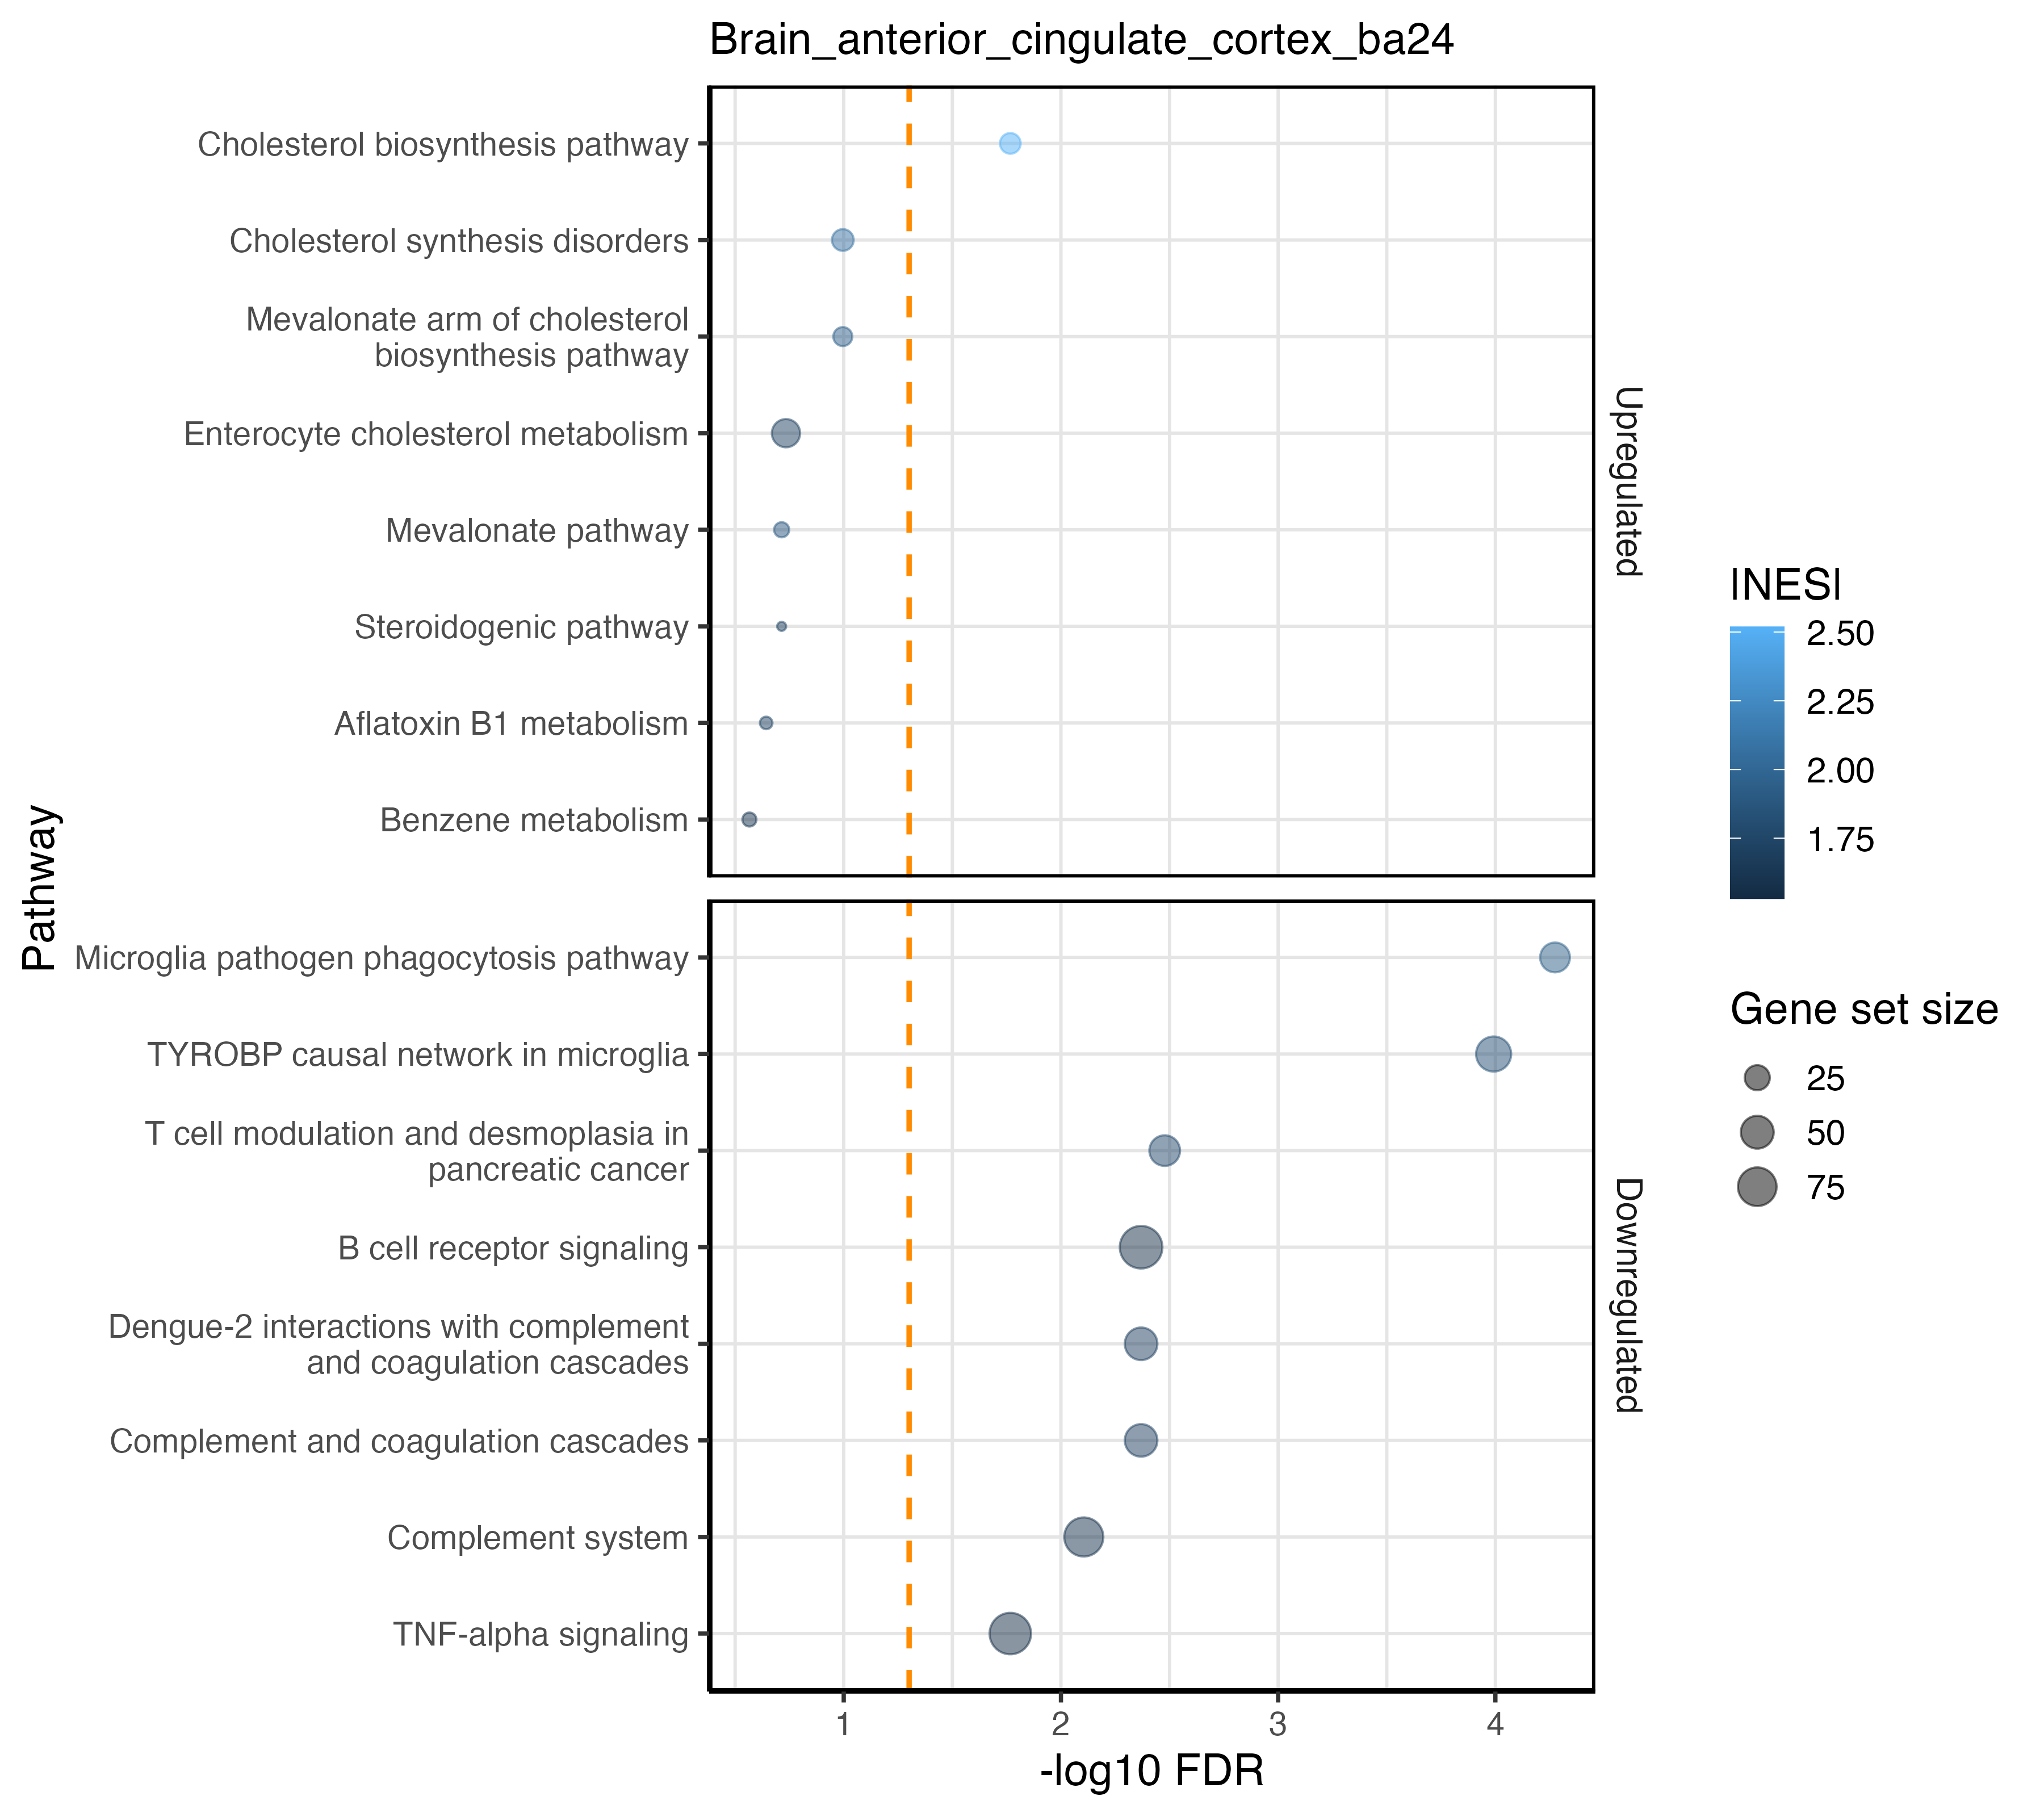 Brain_anterior_cingulate_cortex_ba24
Pathway
Cholesterol biosynthesis pathway
Cholesterol synthesis disorders
Mevalonate arm of cholesterol
biosynthesis pathway
Enterocyte cholesterol metabolism
Mevalonate pathway
Steroidogenic pathway
Aflatoxin B1 metabolism
Benzene metabolism
Upregulated
Microglia pathogen phagocytosis pathway
TYROBP causal network in microglia
T cell modulation and desmoplasia in
pancreatic cancer
B cell receptor signaling
Dengue-2 interactions with complement
and coagulation cascades
Complement and coagulation cascades
Complement system
TNF-alpha signaling
Downregulated
1 2 3 4
-log10 FDR
|NES|
2.50
2.25
2.00
1.75
Gene set size
25
50
75